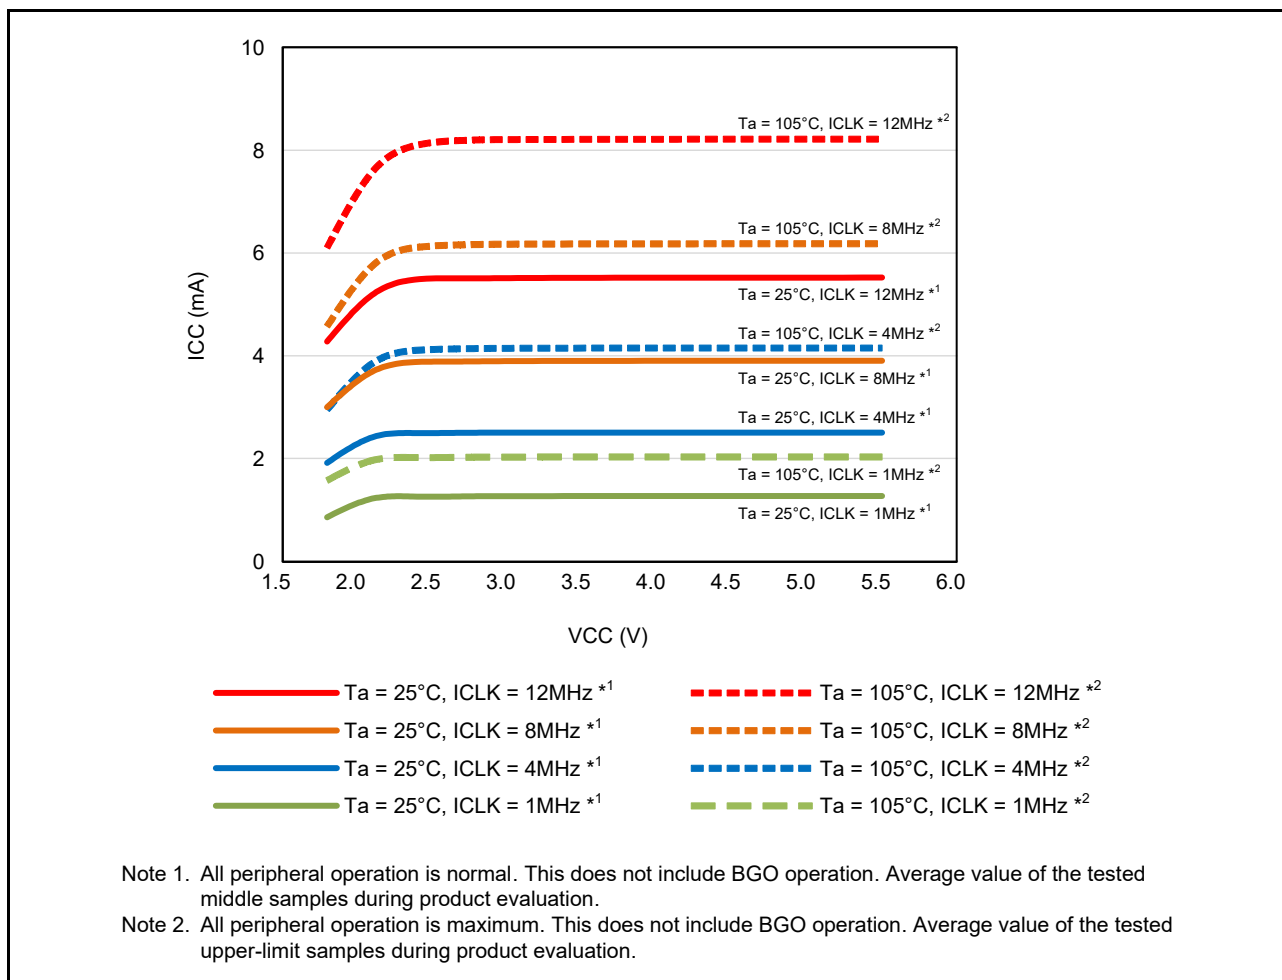 10
8
6
4
2
0
ICC (mA)
Ta = 105°C, ICLK = 12MHz *2
Ta = 105°C, ICLK = 8MHz *2
Ta = 25°C, ICLK = 12MHz *1
Ta = 105°C, ICLK = 4MHz *2
Ta = 25°C, ICLK = 8MHz *1
Ta = 25°C, ICLK = 4MHz *1
Ta = 105°C, ICLK = 1MHz *2
Ta = 25°C, ICLK = 1MHz *1
1.5 2.0 2.5 3.0 3.5 4.0 4.5 5.0 5.5 6.0
VCC (V)
Ta = 25°C, ICLK = 12MHz *1
Ta = 105°C, ICLK = 12MHz *2
Ta = 25°C, ICLK = 8MHz *1
Ta = 105°C, ICLK = 8MHz *2
Ta = 25°C, ICLK = 4MHz *1
Ta = 105°C, ICLK = 4MHz *2
Ta = 25°C, ICLK = 1MHz *1
Ta = 105°C, ICLK = 1MHz *2
Note 1. All peripheral operation is normal. This does not include BGO operation. Average value of the tested
middle samples during product evaluation.
Note 2. All peripheral operation is maximum. This does not include BGO operation. Average value of the tested
upper-limit samples during product evaluation.